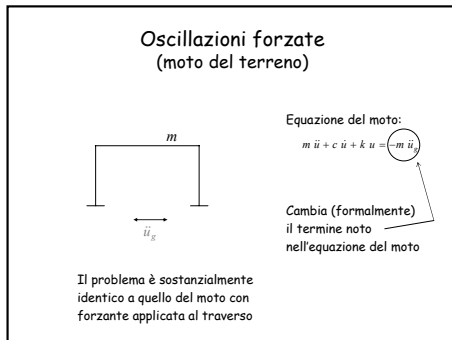 Oscillazioni forzate
(moto del terreno)
Equazione del moto:
m ü + c u̇ + k u = -m ü_g
m
Cambia (formalmente)
il termine noto
nell'equazione del moto
ü_g
Il problema è sostanzialmente
identico a quello del moto con
forzante applicata al traverso